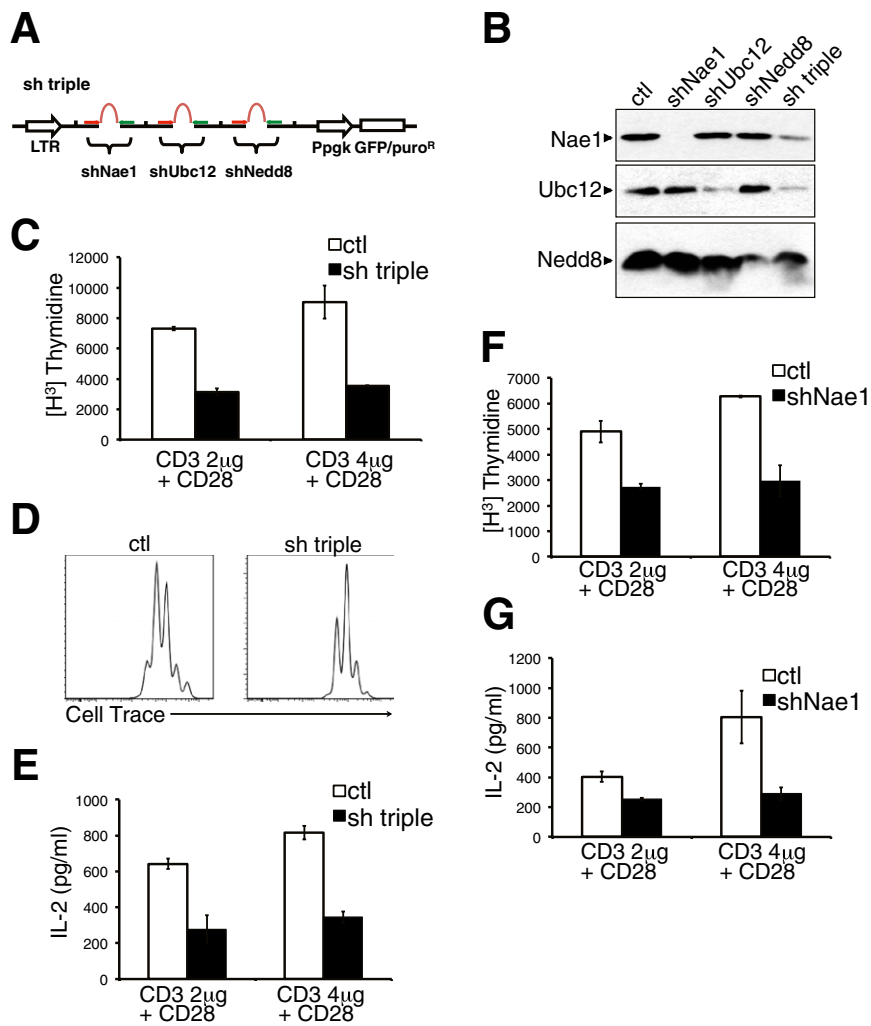 A
sh triple
LTR
Ppgk GFP/puroᴿ
shNae1 shUbc12 shNedd8
B
ctl shNae1 shUbc12 shNedd8 sh triple
Nae1
Ubc12
Nedd8
C
[H³] Thymidine
12000
10000
8000
6000
4000
2000
0
ctl
sh triple
CD3 2µg + CD28
CD3 4µg + CD28
D
ctl
sh triple
Cell Trace
E
IL-2 (pg/ml)
1000
800
600
400
200
0
ctl
sh triple
CD3 2µg + CD28
CD3 4µg + CD28
F
[H³] Thymidine
7000
6000
5000
4000
3000
2000
1000
0
ctl
shNae1
CD3 2µg + CD28
CD3 4µg + CD28
G
IL-2 (pg/ml)
1200
1000
800
600
400
200
0
ctl
shNae1
CD3 2µg + CD28
CD3 4µg + CD28